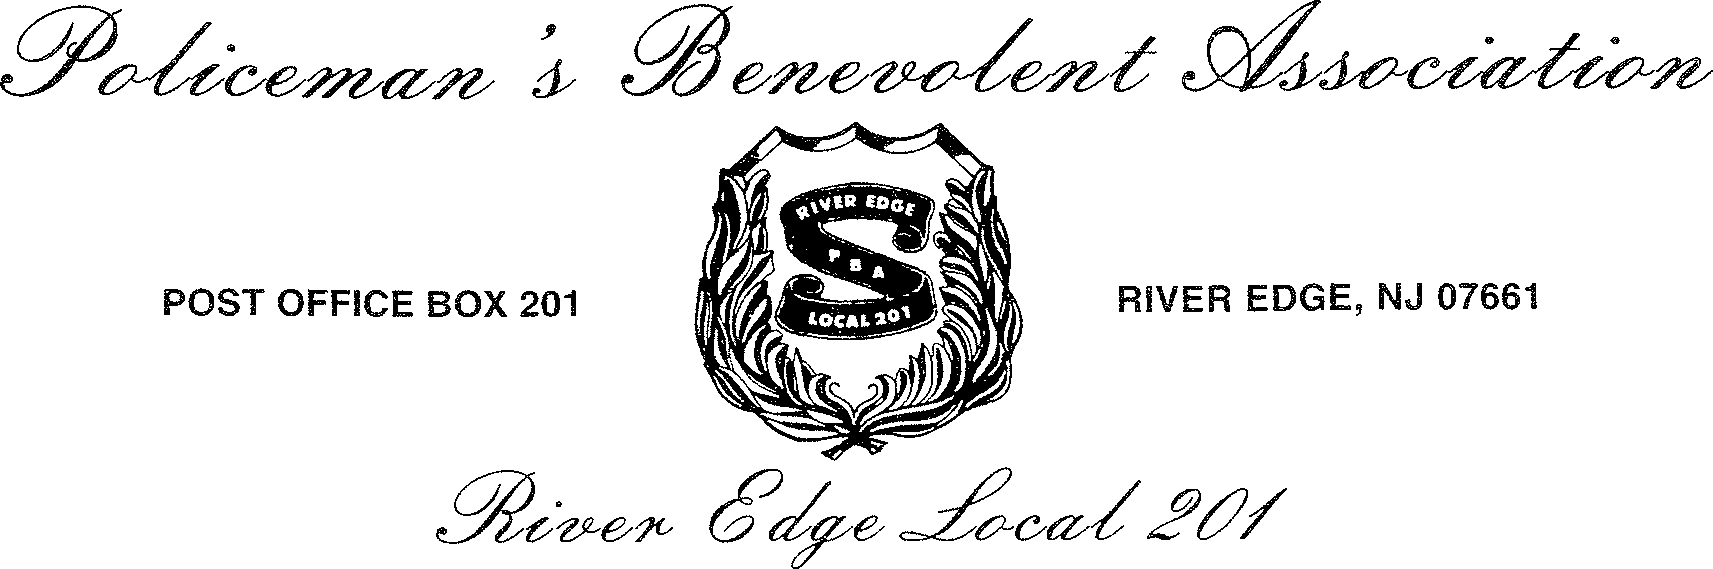 Policeman's Benevolent Association
RIVER EDGE
PBA
LOCAL 201
POST OFFICE BOX 201
RIVER EDGE, NJ 07661
River Edge Local 201